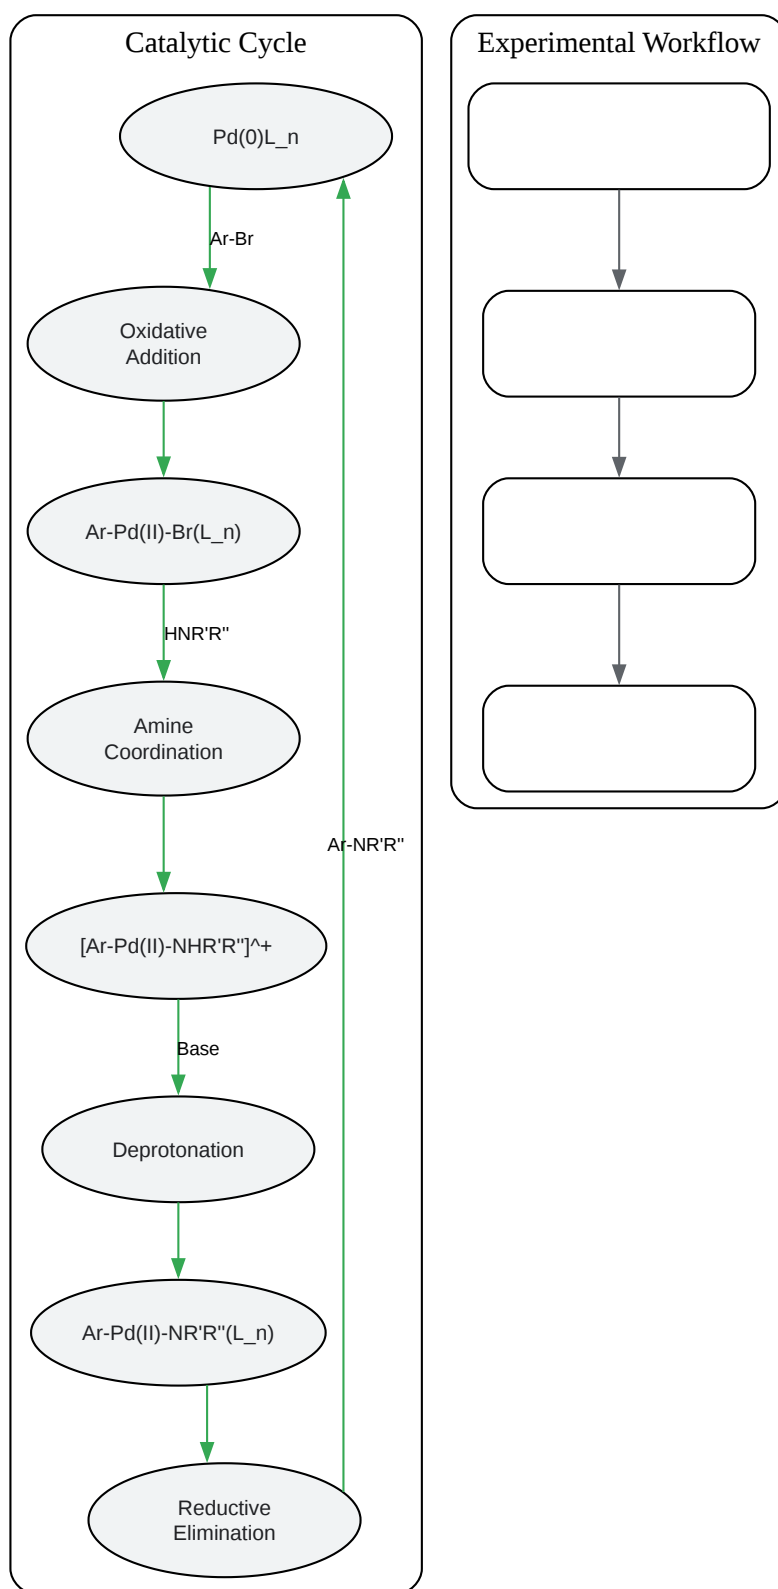 Catalytic Cycle
Pd(0)L_n
Ar-Br
Oxidative
Addition
Ar-Pd(II)-Br(L_n)
HNR'R''
Amine
Coordination
Ar-NR'R''
[Ar-Pd(II)-NHR'R'']^+
Base
Deprotonation
Ar-Pd(II)-NR'R''(L_n)
Reductive
Elimination
Experimental Workflow